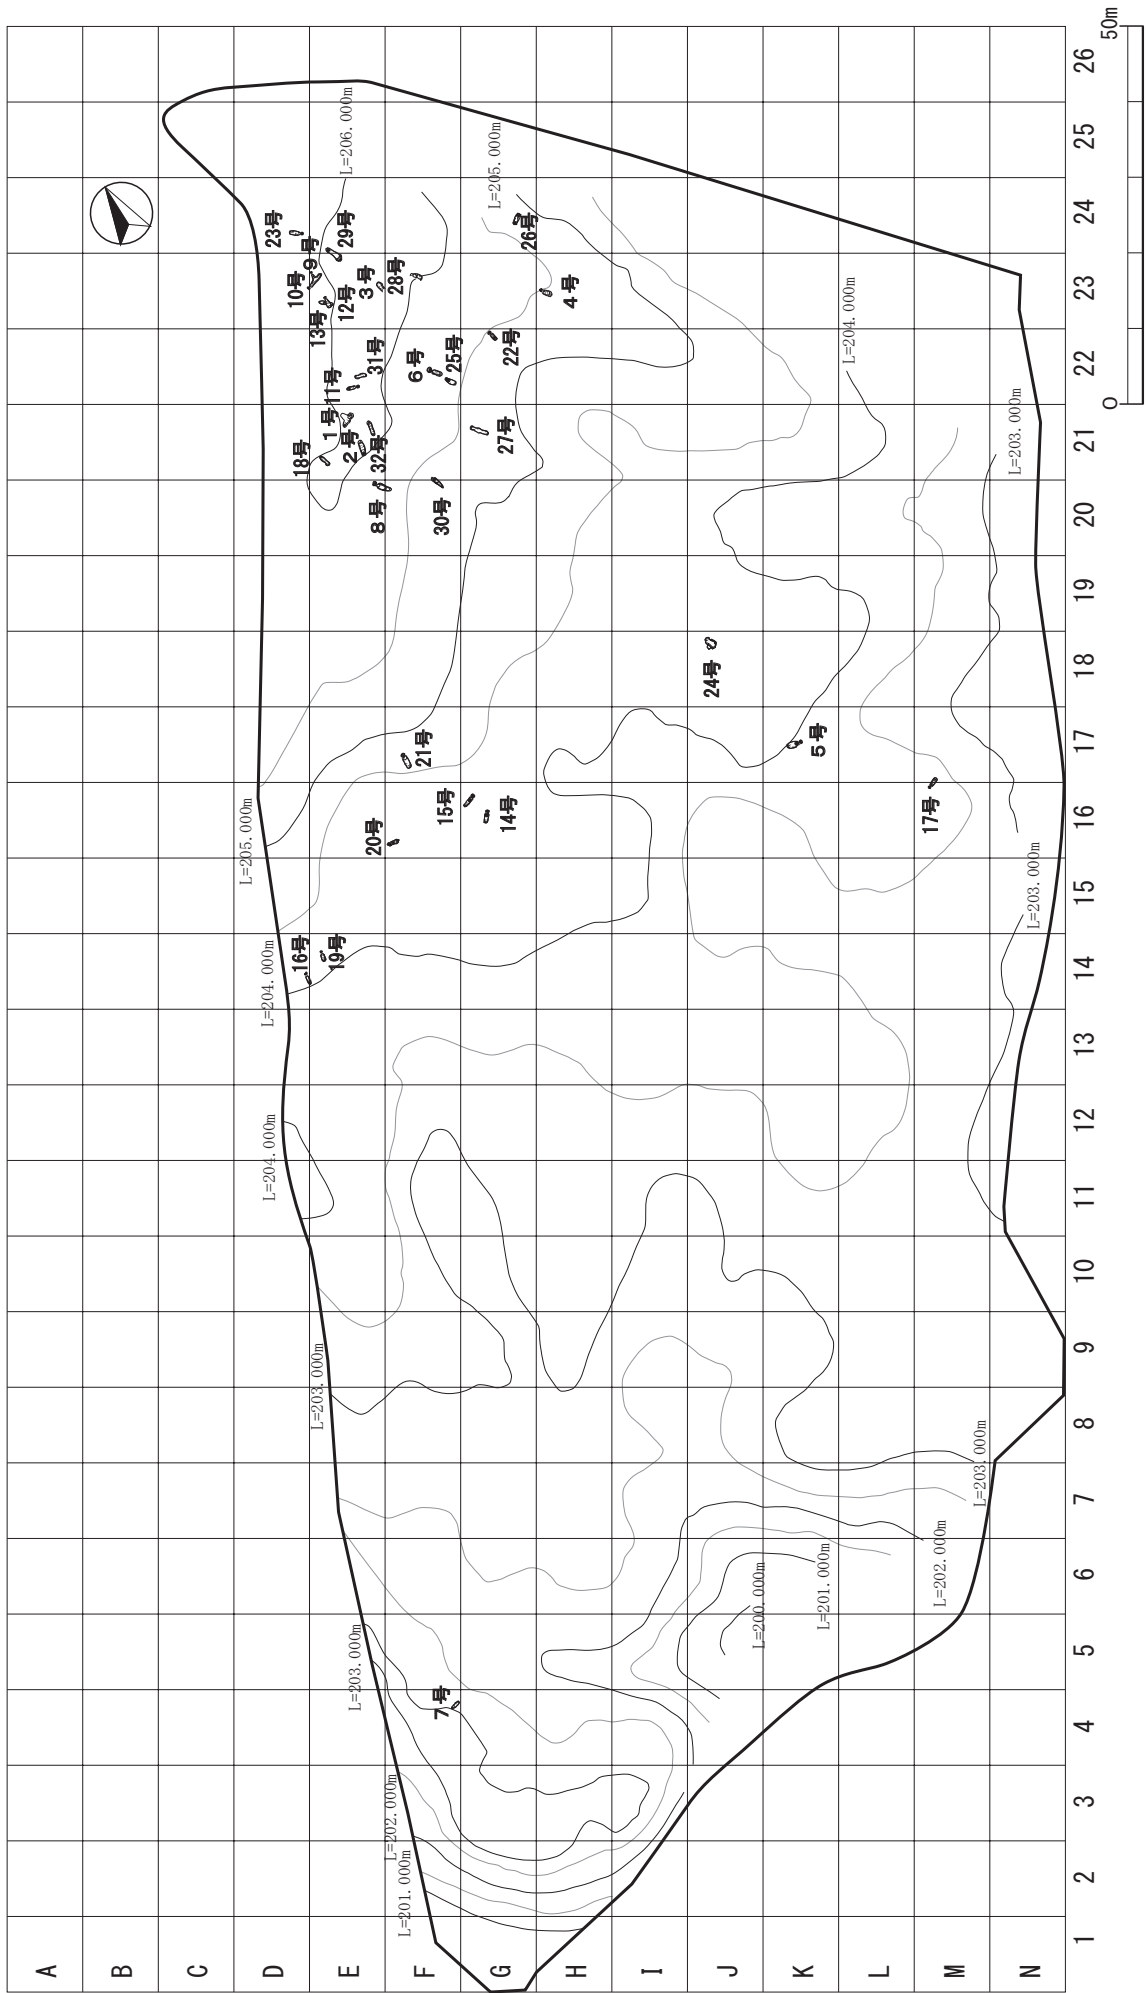 A
B
C
D
E
F
G
H
I
J
K
L
M
N
1
2
3
4
5
6
7
8
9
10
11
12
13
14
15
16
17
18
19
20
21
22
23
24
25
26
0
50m
L=206.000m
L=205.000m
L=204.000m
L=203.000m
L=205.000m
L=204.000m
L=204.000m
L=203.000m
L=203.000m
L=203.000m
L=202.000m
L=201.000m
L=200.000m
L=203.000m
L=202.000m
L=201.000m
23号
9号
29号
10号
13号
12号
3号
28号
26号
4号
31号
11号
6号
25号
22号
1号
2号
32号
18号
8号
30号
27号
24号
5号
21号
15号
14号
20号
17号
16号
19号
7号